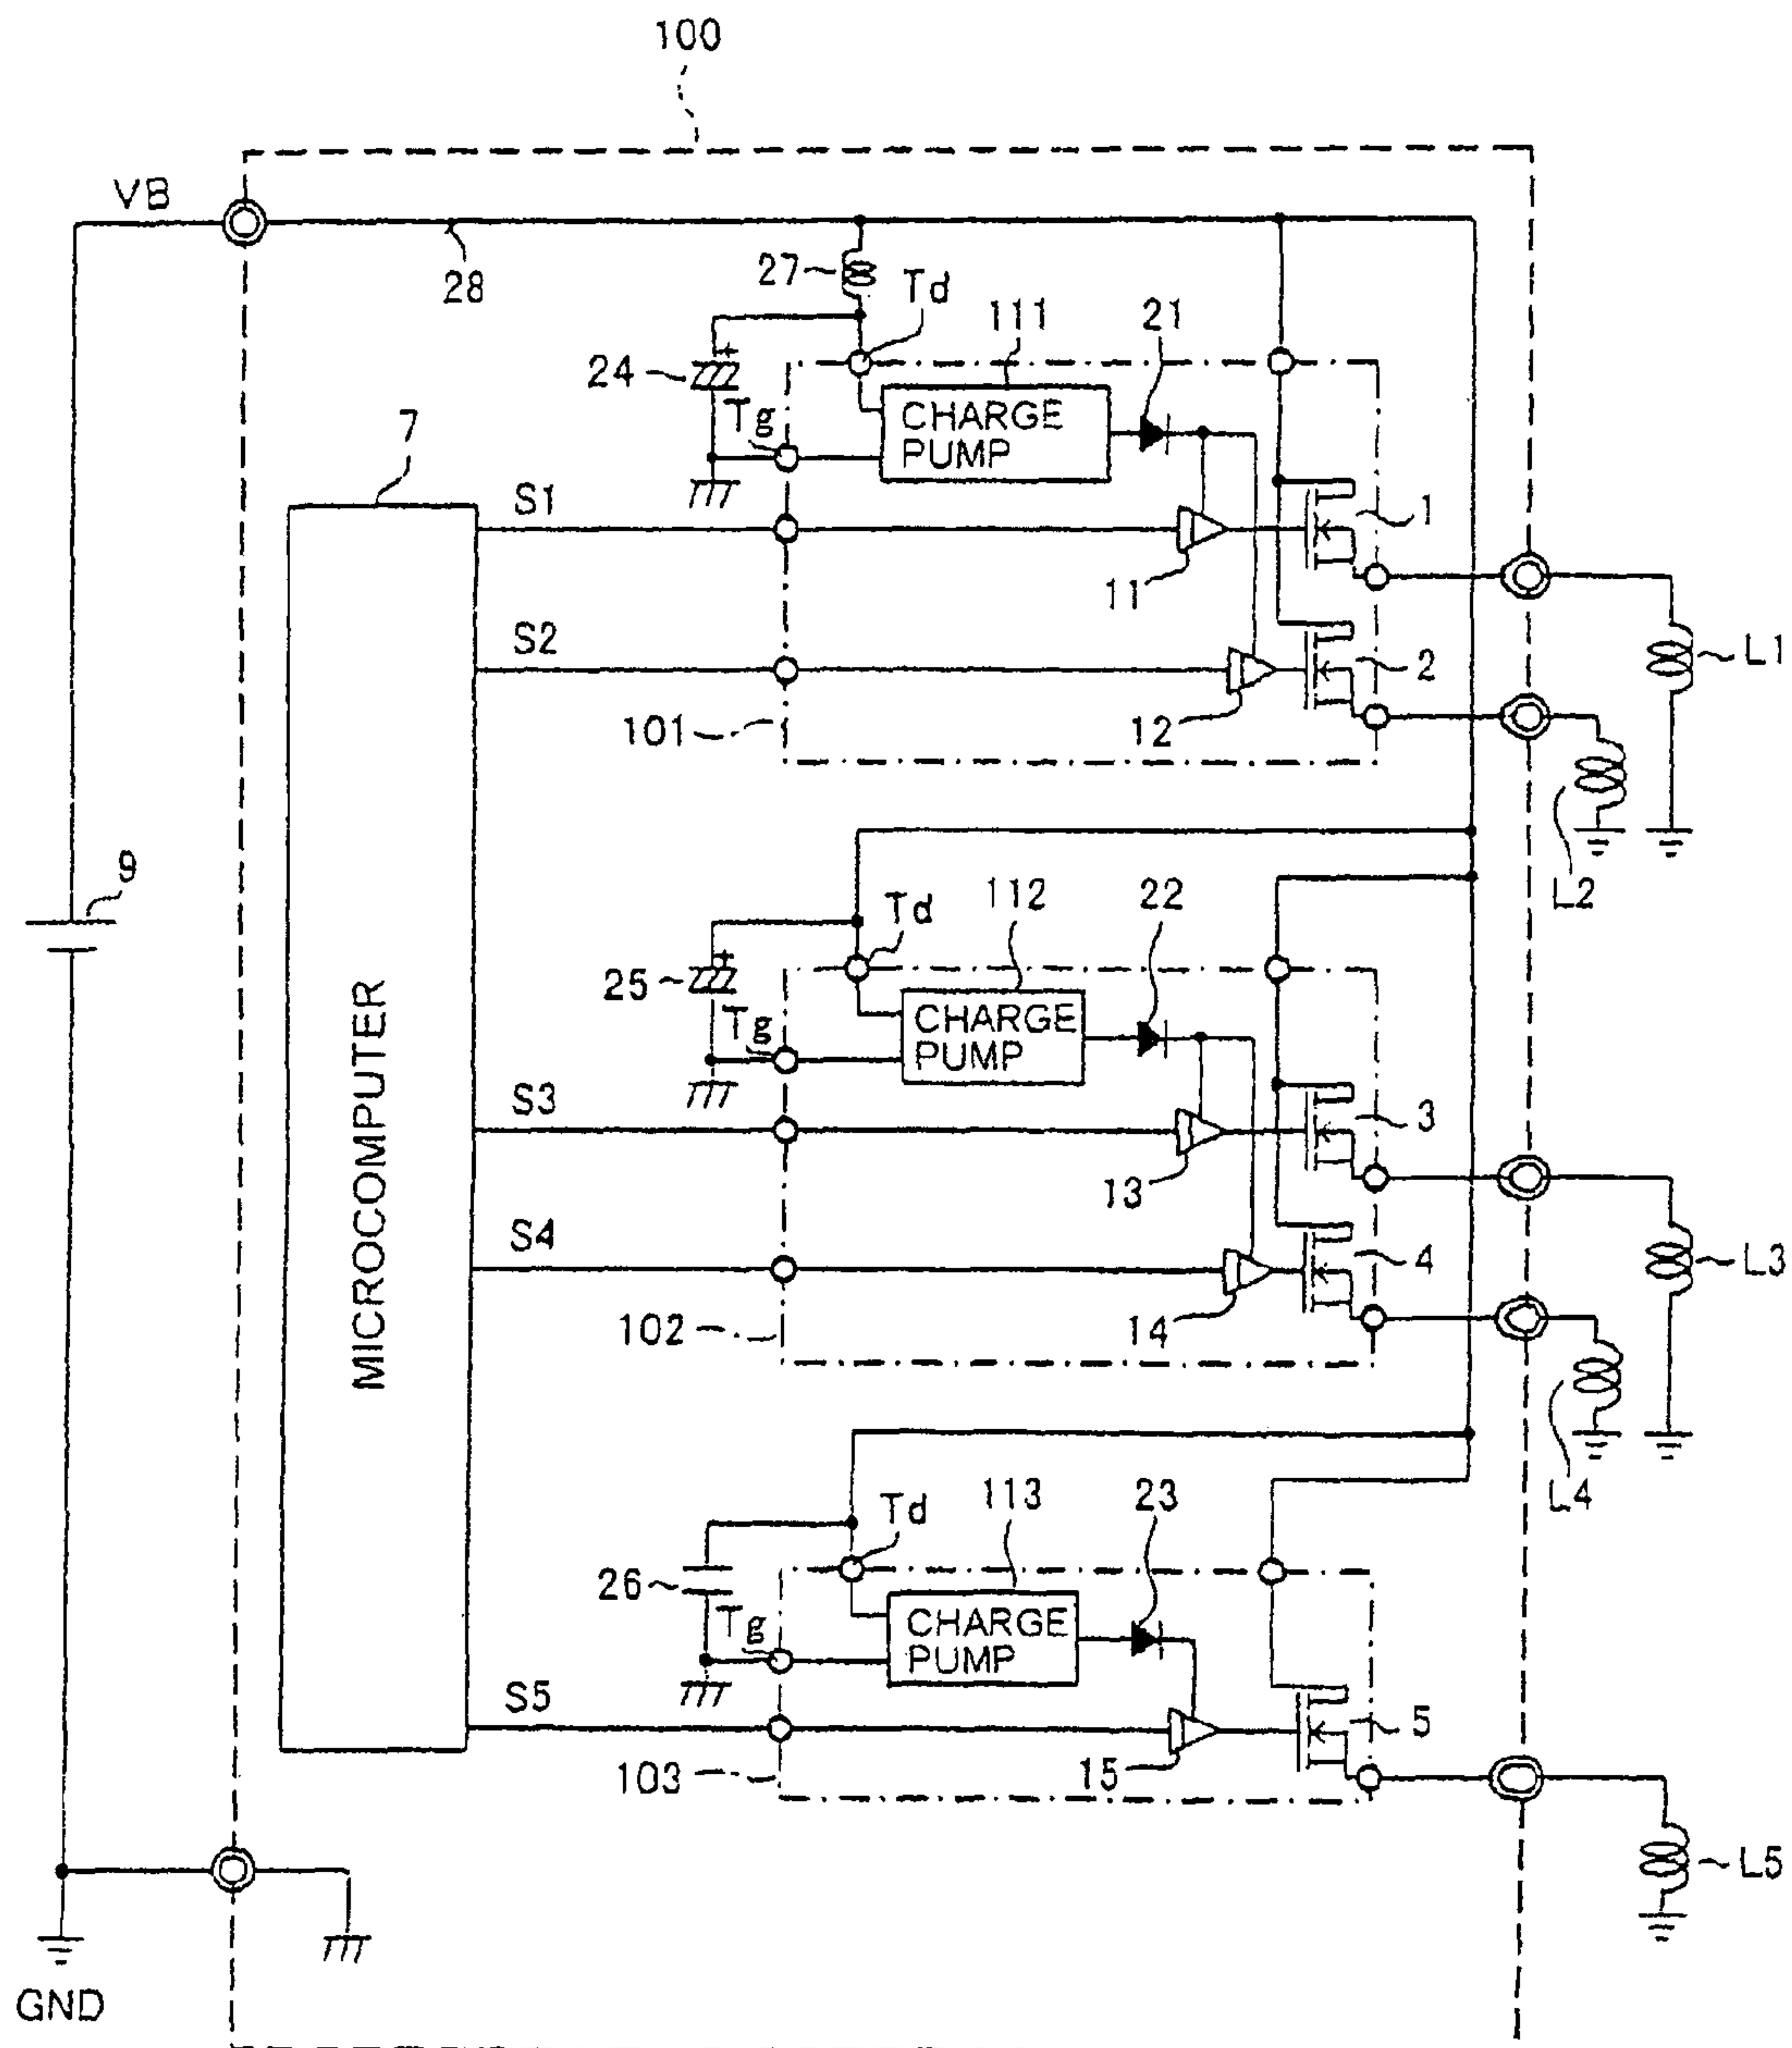 100
VB
28
27
Td
111
21
24
Tg
CHARGE
PUMP
7
S1
1
11
S2
2
L1
101
12
9
L2
Td
112
22
25
Tg
CHARGE
PUMP
MICROCOMPUTER
S3
3
13
S4
4
L3
102
14
L4
Td
113
23
26
Tg
CHARGE
PUMP
S5
5
103
15
L5
GND